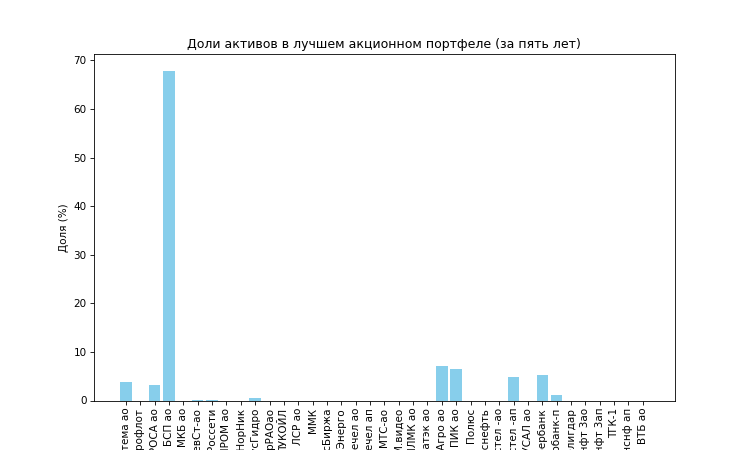 Доли активов в лучшем акционном портфеле (за пять лет)
Доля (%)
70
60
50
40
30
20
10
0
тема ао
рофлот
РОСА ао
БСП ао
МКБ ао
евСт-ао
Россети
ПРОМ ао
НорНик
сГидро
рРАОао
ЛУКОЙЛ
ЛСР ао
ММК
сБиржа
Энерго
ечел ао
ечел ап
МТС-ао
М.видео
ЛМК ао
атэк ао
Агро ао
ПИК ао
Полюс
снефть
стел -ао
стел -ап
УСАЛ ао
ербанк
рбанк-п
лигдар
нфт 3ао
нфт 3ап
ТГК-1
нснф ап
ВТБ ао